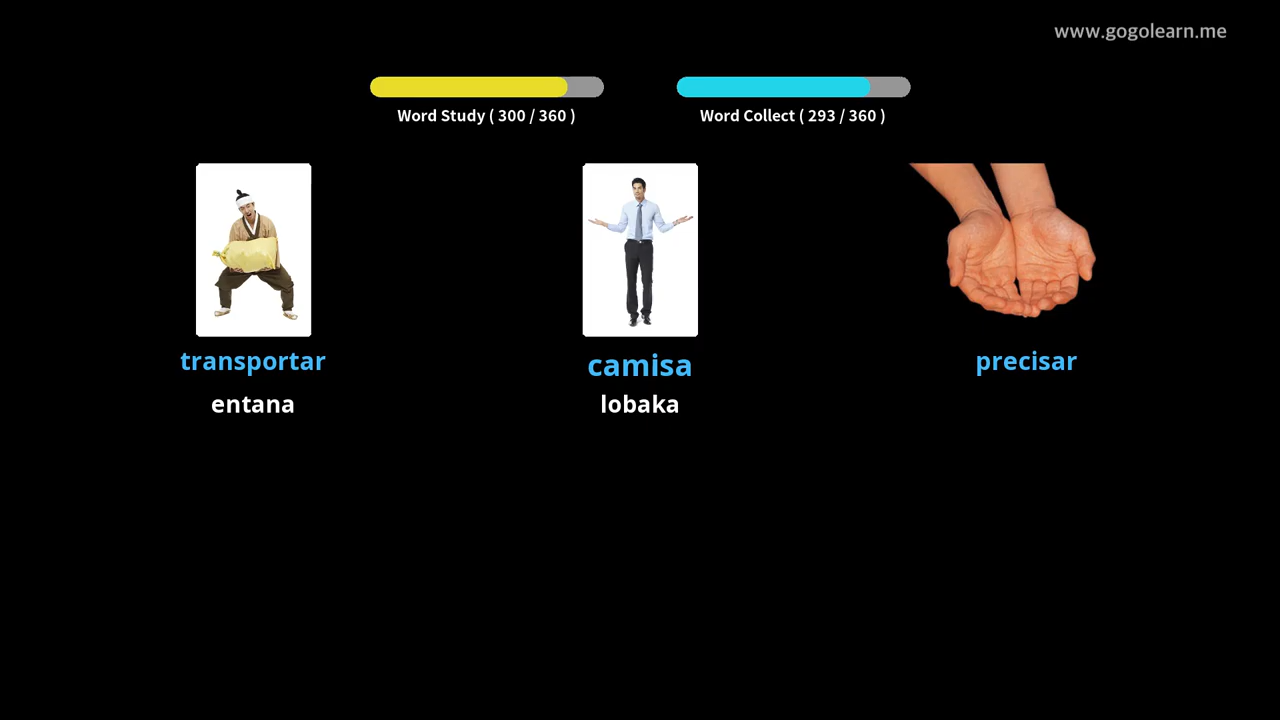 www.gogolearn.me
Word Study ( 300 / 360 )
Word Collect ( 293 / 360 )
transportar
camisa
precisar
entana
lobaka